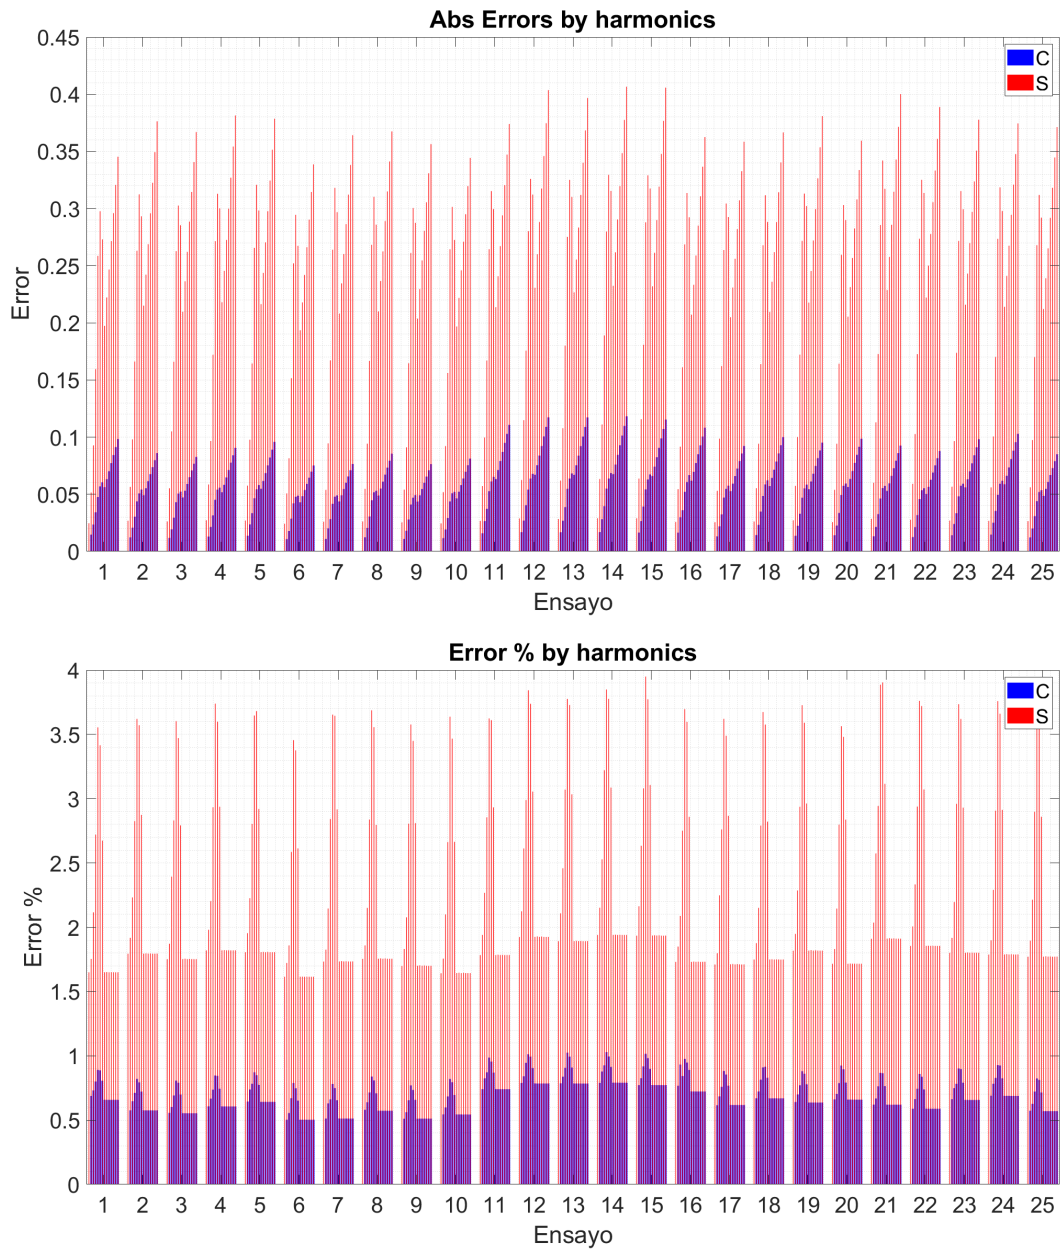 Abs Errors by harmonics
0.45
0.4
0.35
0.3
0.25
0.2
0.15
0.1
0.05
0
Error
C
S
1 2 3 4 5 6 7 8 9 10 11 12 13 14 15 16 17 18 19 20 21 22 23 24 25
Ensayo
Error % by harmonics
4
3.5
3
2.5
2
1.5
1
0.5
0
Error %
C
S
1 2 3 4 5 6 7 8 9 10 11 12 13 14 15 16 17 18 19 20 21 22 23 24 25
Ensayo